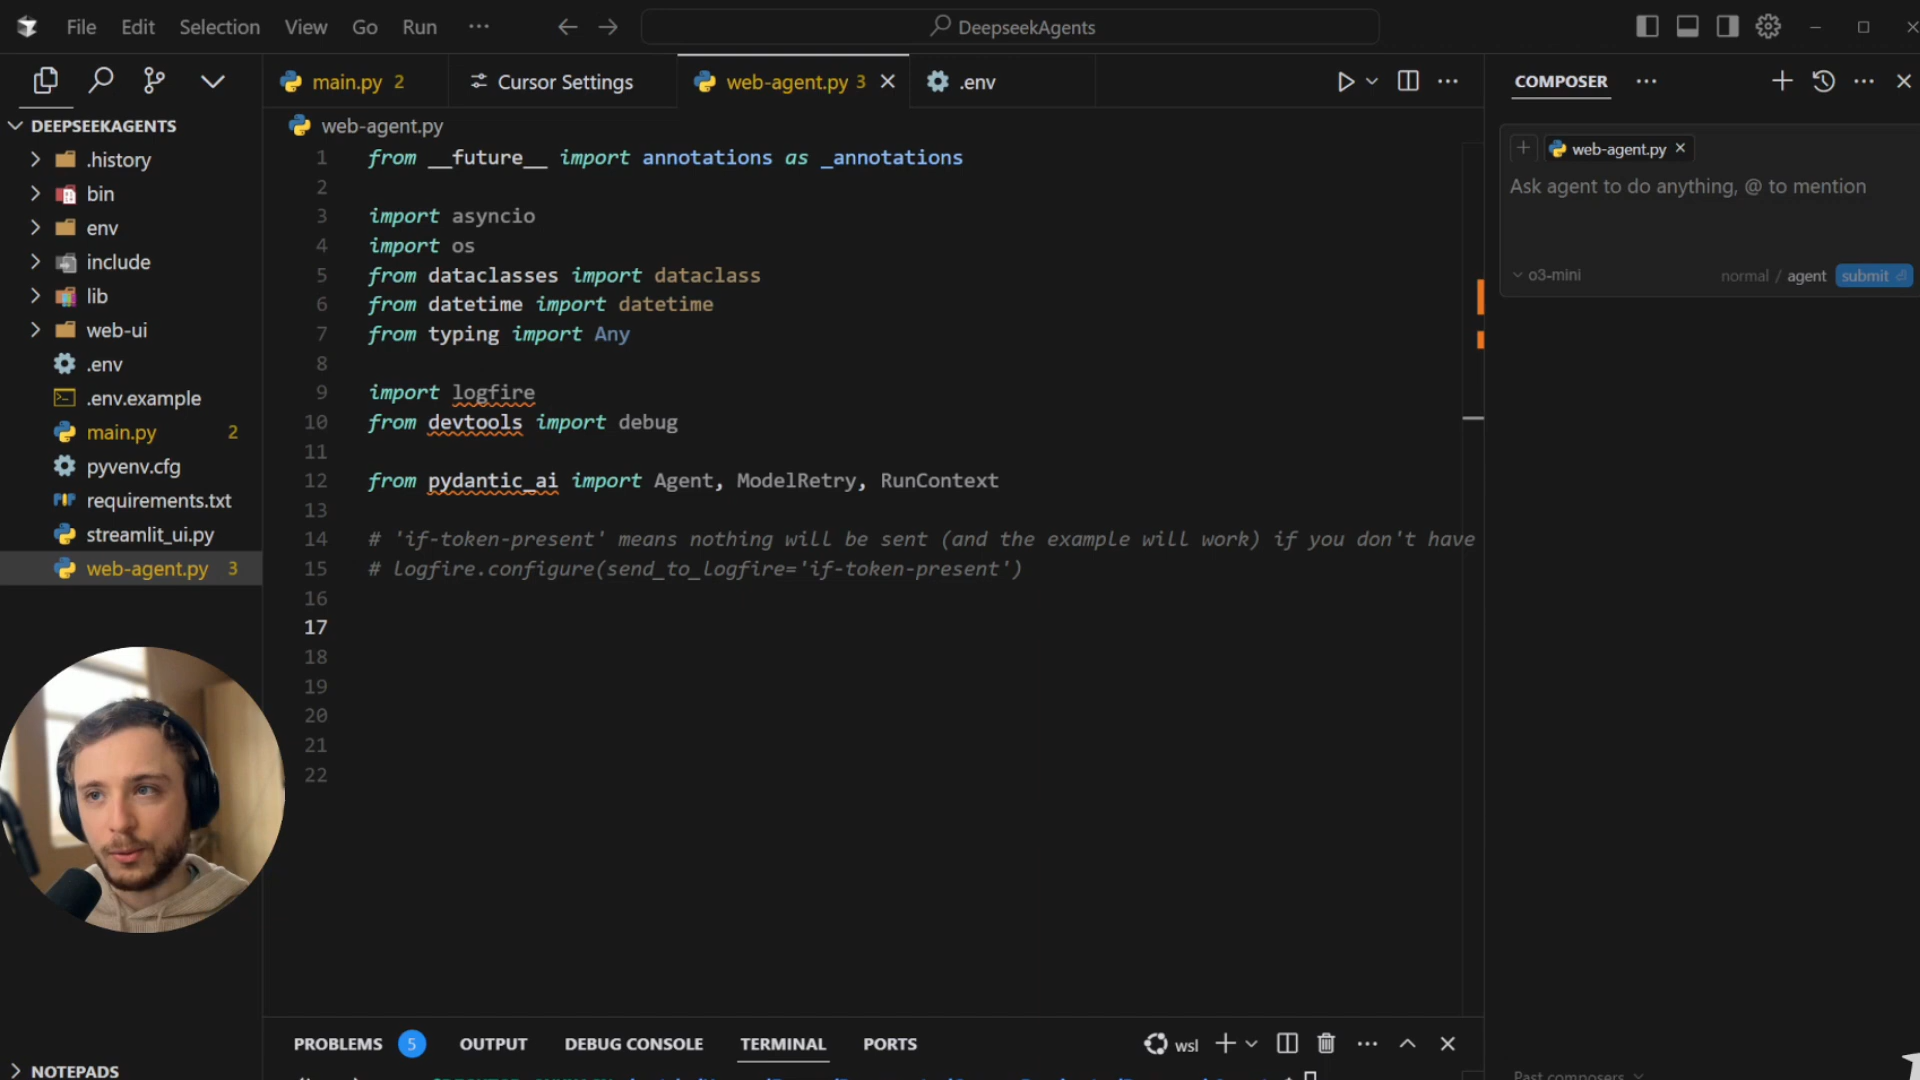 File Edit Selection View Go Run ···
DeepseekAgents
main.py 2
Cursor Settings
web-agent.py 3
.env
COMPOSER
DEEPSEEKAGENTS
.history
bin
env
include
lib
web-ui
.env
.env.example
main.py 2
pyvenv.cfg
requirements.txt
streamlit_ui.py
web-agent.py 3
NOTEPADS
web-agent.py
1 from __future__ import annotations as _annotations
2
3 import asyncio
4 import os
5 from dataclasses import dataclass
6 from datetime import datetime
7 from typing import Any
8
9 import logfire
10 from devtools import debug
11
12 from pydantic_ai import Agent, ModelRetry, RunContext
13
14 # 'if-token-present' means nothing will be sent (and the example will work) if you don't have
15 # logfire.configure(send_to_logfire='if-token-present')
16
17
18
19
20
21
22
web-agent.py
Ask agent to do anything, @ to mention
o3-mini normal / agent submit
PROBLEMS 5 OUTPUT DEBUG CONSOLE TERMINAL PORTS
wsl
Past composers